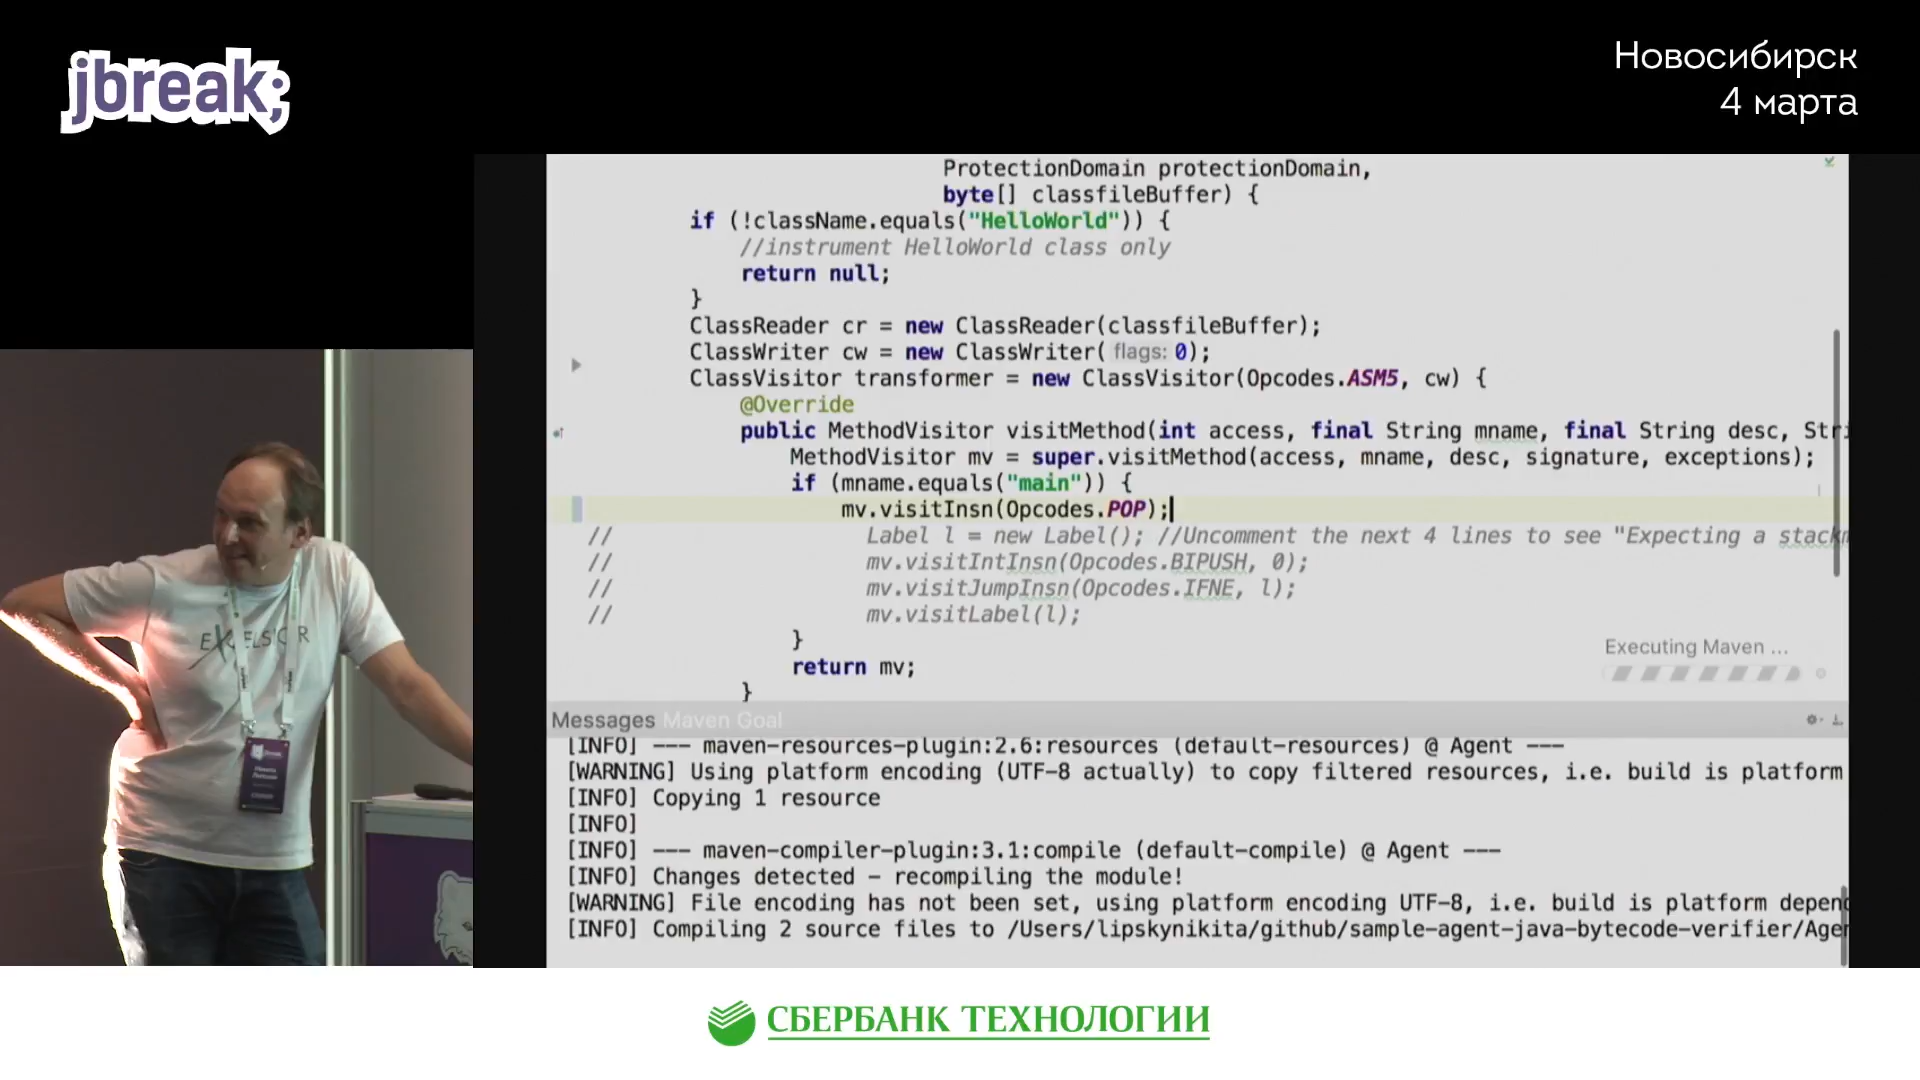 jbreak;
Новосибирск
4 марта
ProtectionDomain protectionDomain,
byte[] classfileBuffer) {
if (!className.equals("HelloWorld")) {
//instrument HelloWorld class only
return null;
}
ClassReader cr = new ClassReader(classfileBuffer);
ClassWriter cw = new ClassWriter( flags: 0);
ClassVisitor transformer = new ClassVisitor(Opcodes.ASM5, cw) {
@Override
public MethodVisitor visitMethod(int access, final String mname, final String desc, Stri
MethodVisitor mv = super.visitMethod(access, mname, desc, signature, exceptions);
if (mname.equals("main")) {
mv.visitInsn(Opcodes.POP);
// Label l = new Label(); //Uncomment the next 4 lines to see "Expecting a stackm
// mv.visitIntInsn(Opcodes.BIPUSH, 0);
// mv.visitJumpInsn(Opcodes.IFNE, l);
// mv.visitLabel(l);
}
return mv;
}
Executing Maven ...
Messages Maven Goal
[INFO] --- maven-resources-plugin:2.6:resources (default-resources) @ Agent ---
[WARNING] Using platform encoding (UTF-8 actually) to copy filtered resources, i.e. build is platform
[INFO] Copying 1 resource
[INFO]
[INFO] --- maven-compiler-plugin:3.1:compile (default-compile) @ Agent ---
[INFO] Changes detected - recompiling the module!
[WARNING] File encoding has not been set, using platform encoding UTF-8, i.e. build is platform depend
[INFO] Compiling 2 source files to /Users/lipskynikita/github/sample-agent-java-bytecode-verifier/Agen
EXCELSIOR
СБЕРБАНК ТЕХНОЛОГИИ